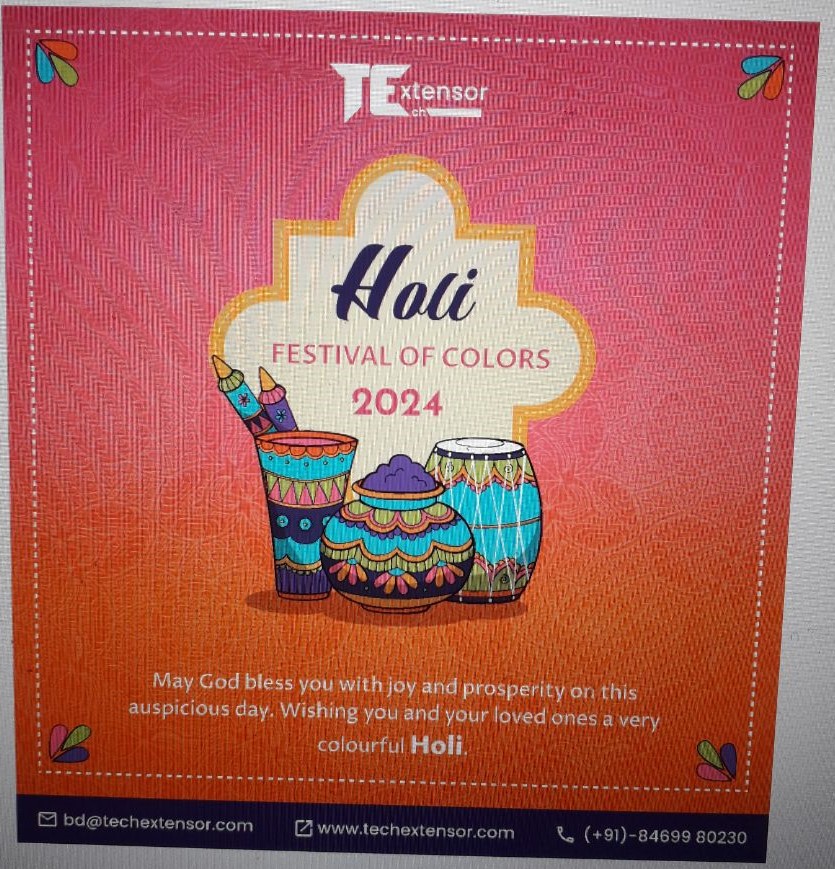 TExtensor
ch
Holi
FESTIVAL OF COLORS
2024
May God bless you with joy and prosperity on this
auspicious day. Wishing you and your loved ones a very
colourful Holi.
bd@techextensor.com www.techextensor.com (+91)-84699 80230